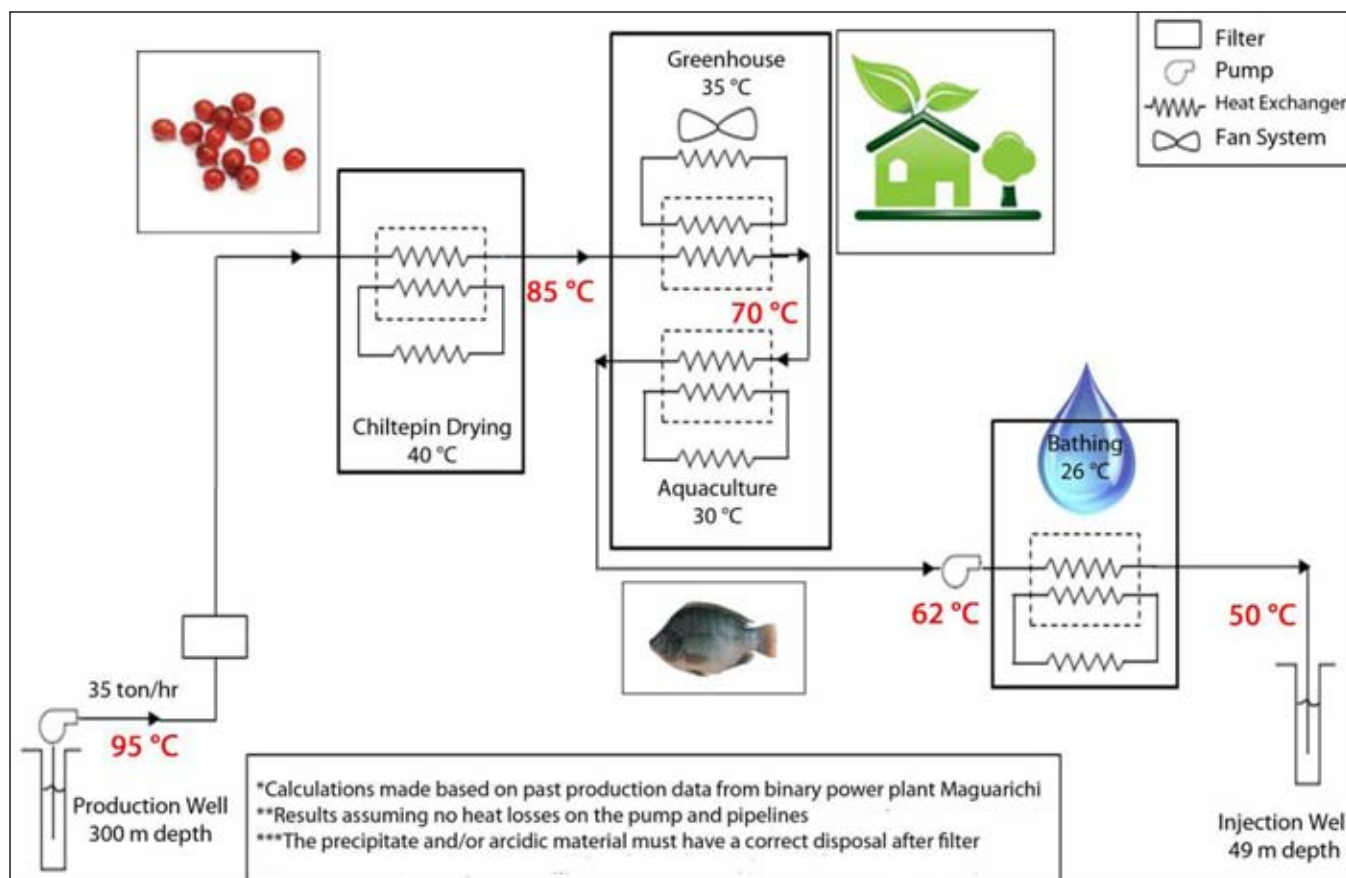 Filter
Pump
Heat Exchanger
Fan System
Greenhouse
35 °C
85 °C
70 °C
Chiltepin Drying
40 °C
Aquaculture
30 °C
Bathing
26 °C
62 °C
50 °C
35 ton/hr
95 °C
Production Well
300 m depth
*Calculations made based on past production data from binary power plant Maguarichi
**Results assuming no heat losses on the pump and pipelines
***The precipitate and/or arcidic material must have a correct disposal after filter
Injection Well
49 m depth